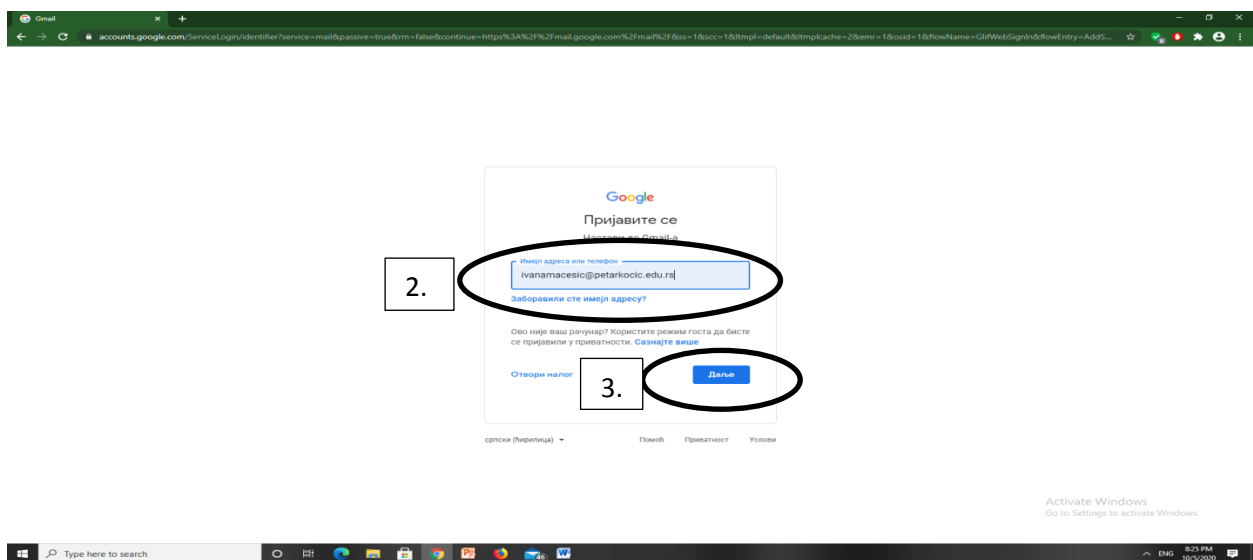 Gmail
accounts.google.com/ServiceLogin/identifier?service=mail&passive=true&rm=false&continue=https%3A%2F%2Fmail.google.com%2Fmail%2F&ss=1&scc=1&ltmpl=default&ltmplcache=2&emr=1&osid=1&flowName=GlifWebSignIn&flowEntry=AddS...
Google
Пријавите се
Настави до Gmail-а
Имејл адреса или телефон
2.
ivanamacesic@petarkocic.edu.rs
Заборавили сте имејл адресу?
Ово није ваш рачунар? Користите режим госта да бисте
се пријавили у приватности. Сазнајте више
Отвори налог
3.
Даље
српски (ћирилица)
Помоћ Приватност Услови
Activate Windows
Go to Settings to activate Windows.
Type here to search
46
ENG
8:25 PM
10/5/2020